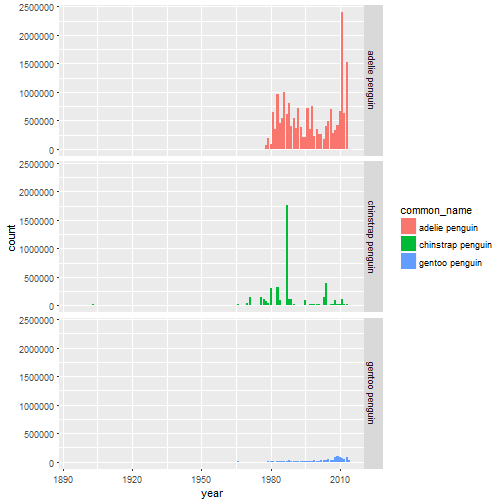 2500000
2000000
1500000
1000000
500000
0
adelie penguin
2500000
2000000
1500000
1000000
500000
0
chinstrap penguin
2500000
2000000
1500000
1000000
500000
0
gentoo penguin
count
1890
1920
1950
1980
2010
year
common_name
adelie penguin
chinstrap penguin
gentoo penguin